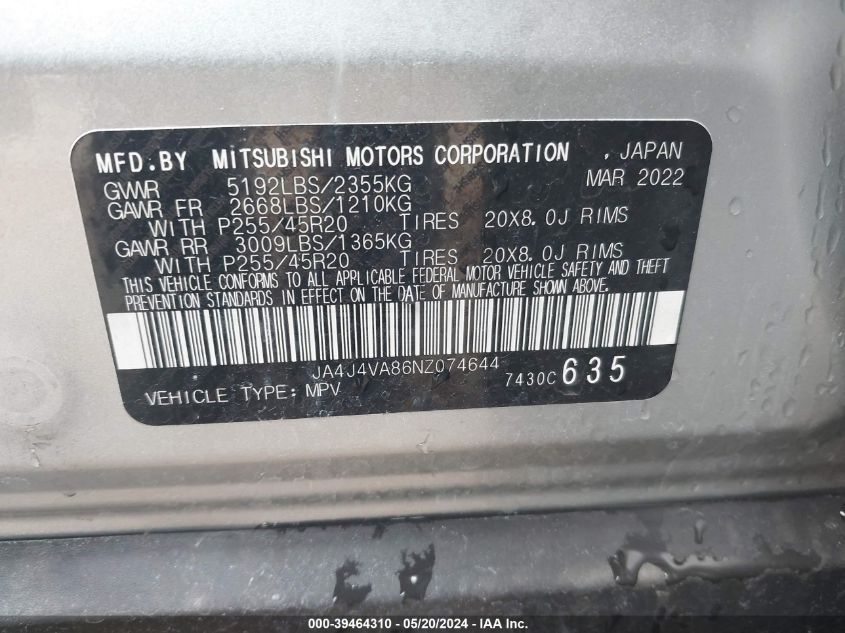 MFD.BY MITSUBISHI MOTORS CORPORATION , JAPAN
GVWR 5192LBS/2355KG MAR 2022
GAWR FR 2668LBS/1210KG
WITH P255/45R20 TIRES 20X8.0J RIMS
GAWR RR 3009LBS/1365KG
WITH P255/45R20 TIRES 20X8.0J RIMS
THIS VEHICLE CONFORMS TO ALL APPLICABLE FEDERAL MOTOR VEHICLE SAFETY AND THEFT
PREVENTION STANDARDS IN EFFECT ON THE DATE OF MANUFACTURE SHOWN ABOVE.
JA4J4VA86NZ074644
VEHICLE TYPE: MPV 7430C 635
000-39464310 - 05/20/2024 - IAAI.COM